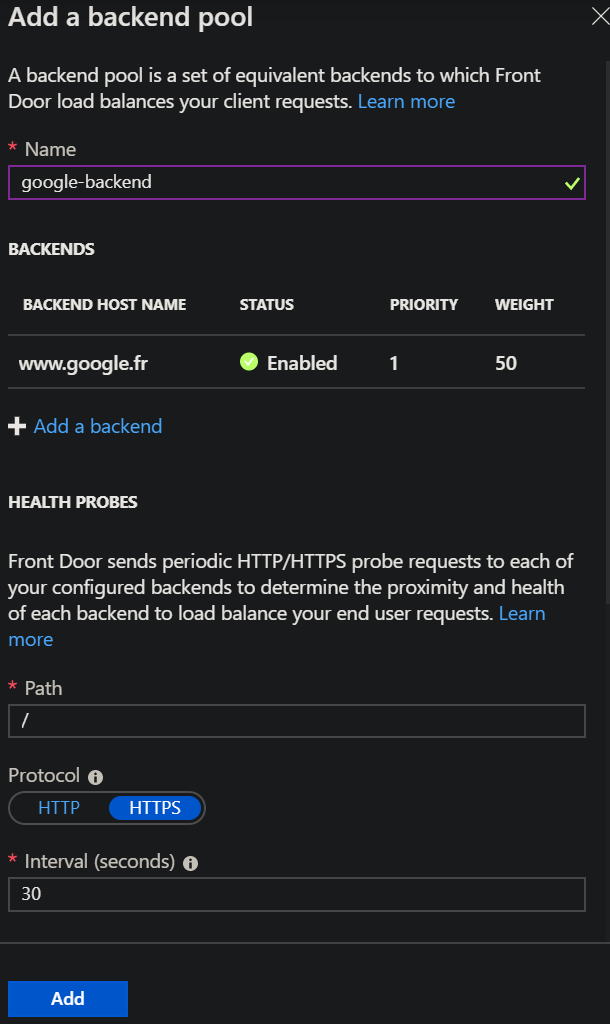 Add a backend pool
A backend pool is a set of equivalent backends to which Front
Door load balances your client requests. Learn more
* Name
google-backend
BACKENDS
BACKEND HOST NAME STATUS PRIORITY WEIGHT
www.google.fr Enabled 1 50
Add a backend
HEALTH PROBES
Front Door sends periodic HTTP/HTTPS probe requests to each of
your configured backends to determine the proximity and health
of each backend to load balance your end user requests. Learn
more
* Path
/
Protocol
HTTP HTTPS
* Interval (seconds)
30
Add